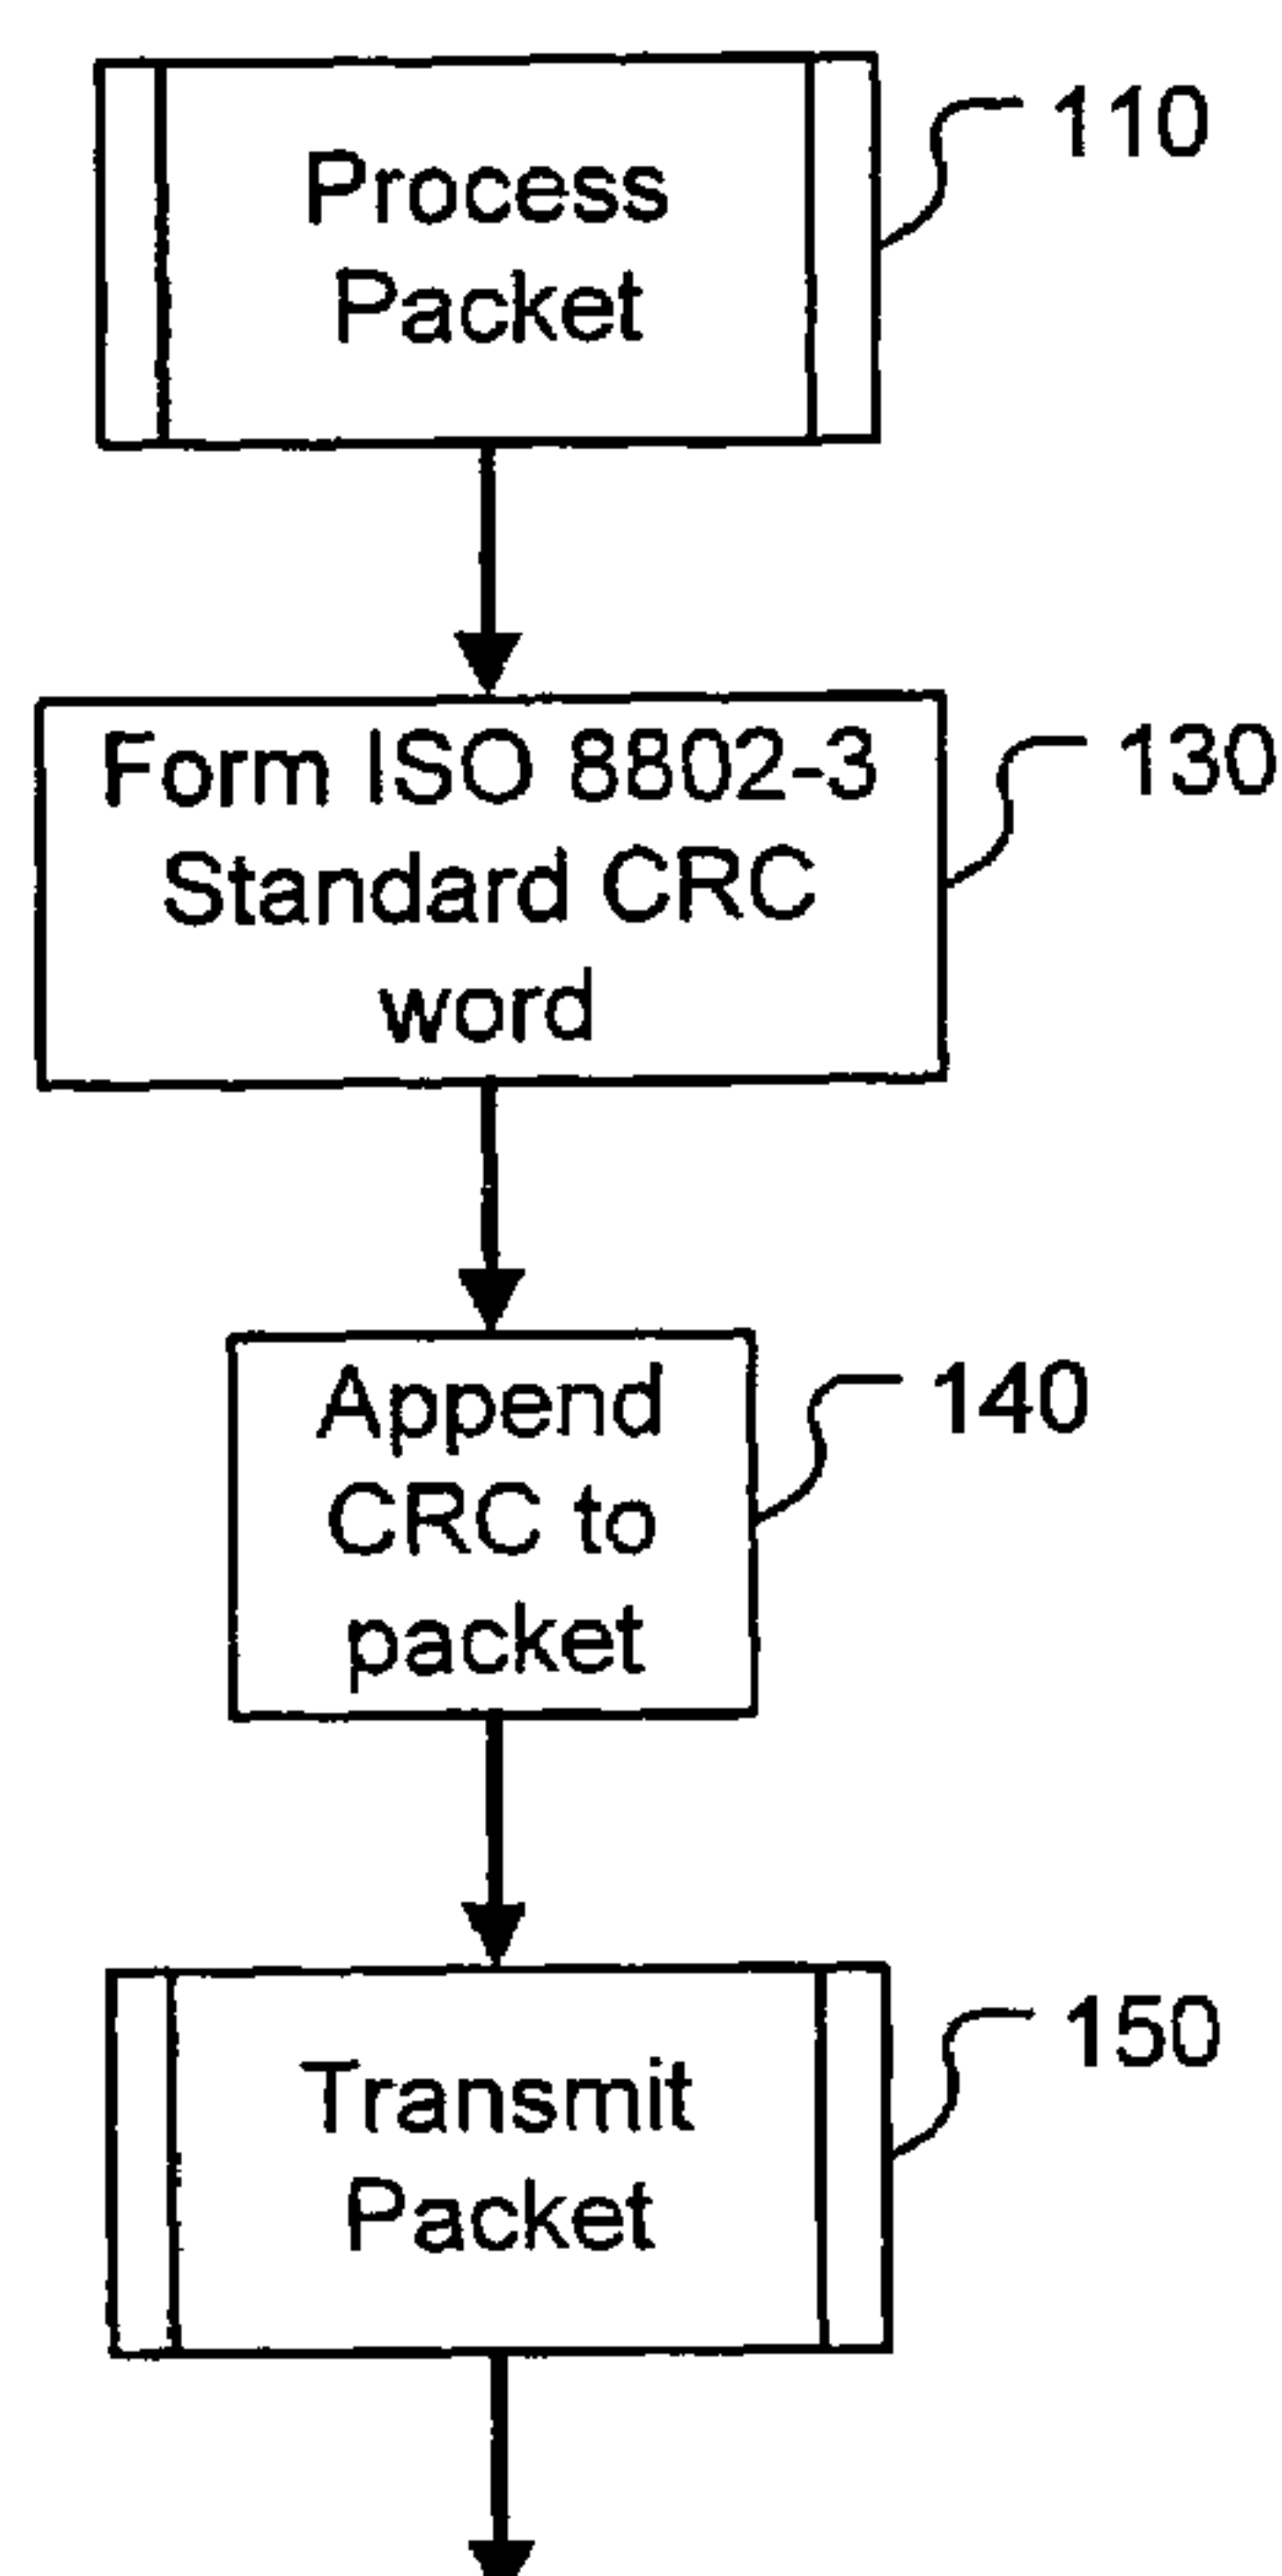 Process
Packet
110
Form ISO 8802-3
Standard CRC
word
130
Append
CRC to
packet
140
Transmit
Packet
150